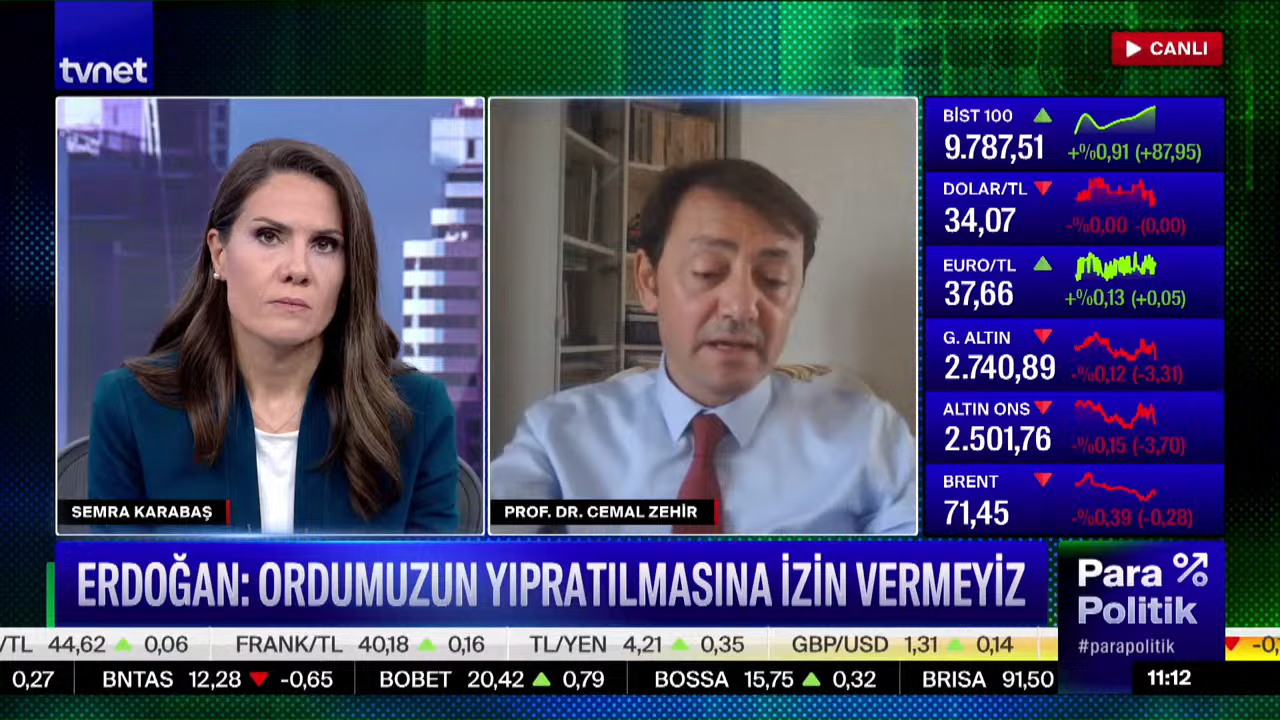 tvnet
CANLI
BİST 100
9.787,51
+%0,91 (+87,95)
DOLAR/TL
34,07
-%0,00 -(0,00)
EURO/TL
37,66
+%0,13 (+0,05)
G. ALTIN
2.740,89
-%0,12 (-3,31)
ALTIN ONS
2.501,76
-%0,15 (-3,70)
BRENT
71,45
-%0,39 (-0,28)
SEMRA KARABAŞ
PROF. DR. CEMAL ZEHİR
ERDOĞAN: ORDUMUZUN YIPRATILMASINA İZİN VERMEYİZ
Para %
Politik
#parapolitik
/TL 44,62 0,06 FRANK/TL 40,18 0,16 TL/YEN 4,21 0,35 GBP/USD 1,31 0,14 -0,
0,27 BNTAS 12,28 -0,65 BOBET 20,42 0,79 BOSSA 15,75 0,32 BRISA 91,50
11:12